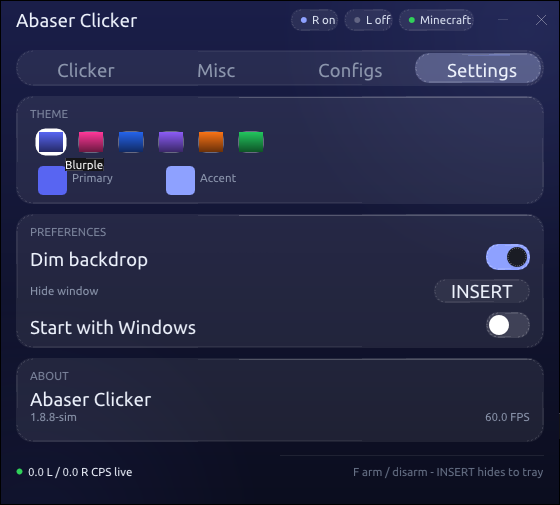 Abaser Clicker
R on
L off
Minecraft
Clicker
Misc
Configs
Settings
THEME
Blurple
Primary
Accent
PREFERENCES
Dim backdrop
Hide window
INSERT
Start with Windows
ABOUT
Abaser Clicker
1.8.8-sim
60.0 FPS
0.0 L / 0.0 R CPS live
F arm / disarm - INSERT hides to tray